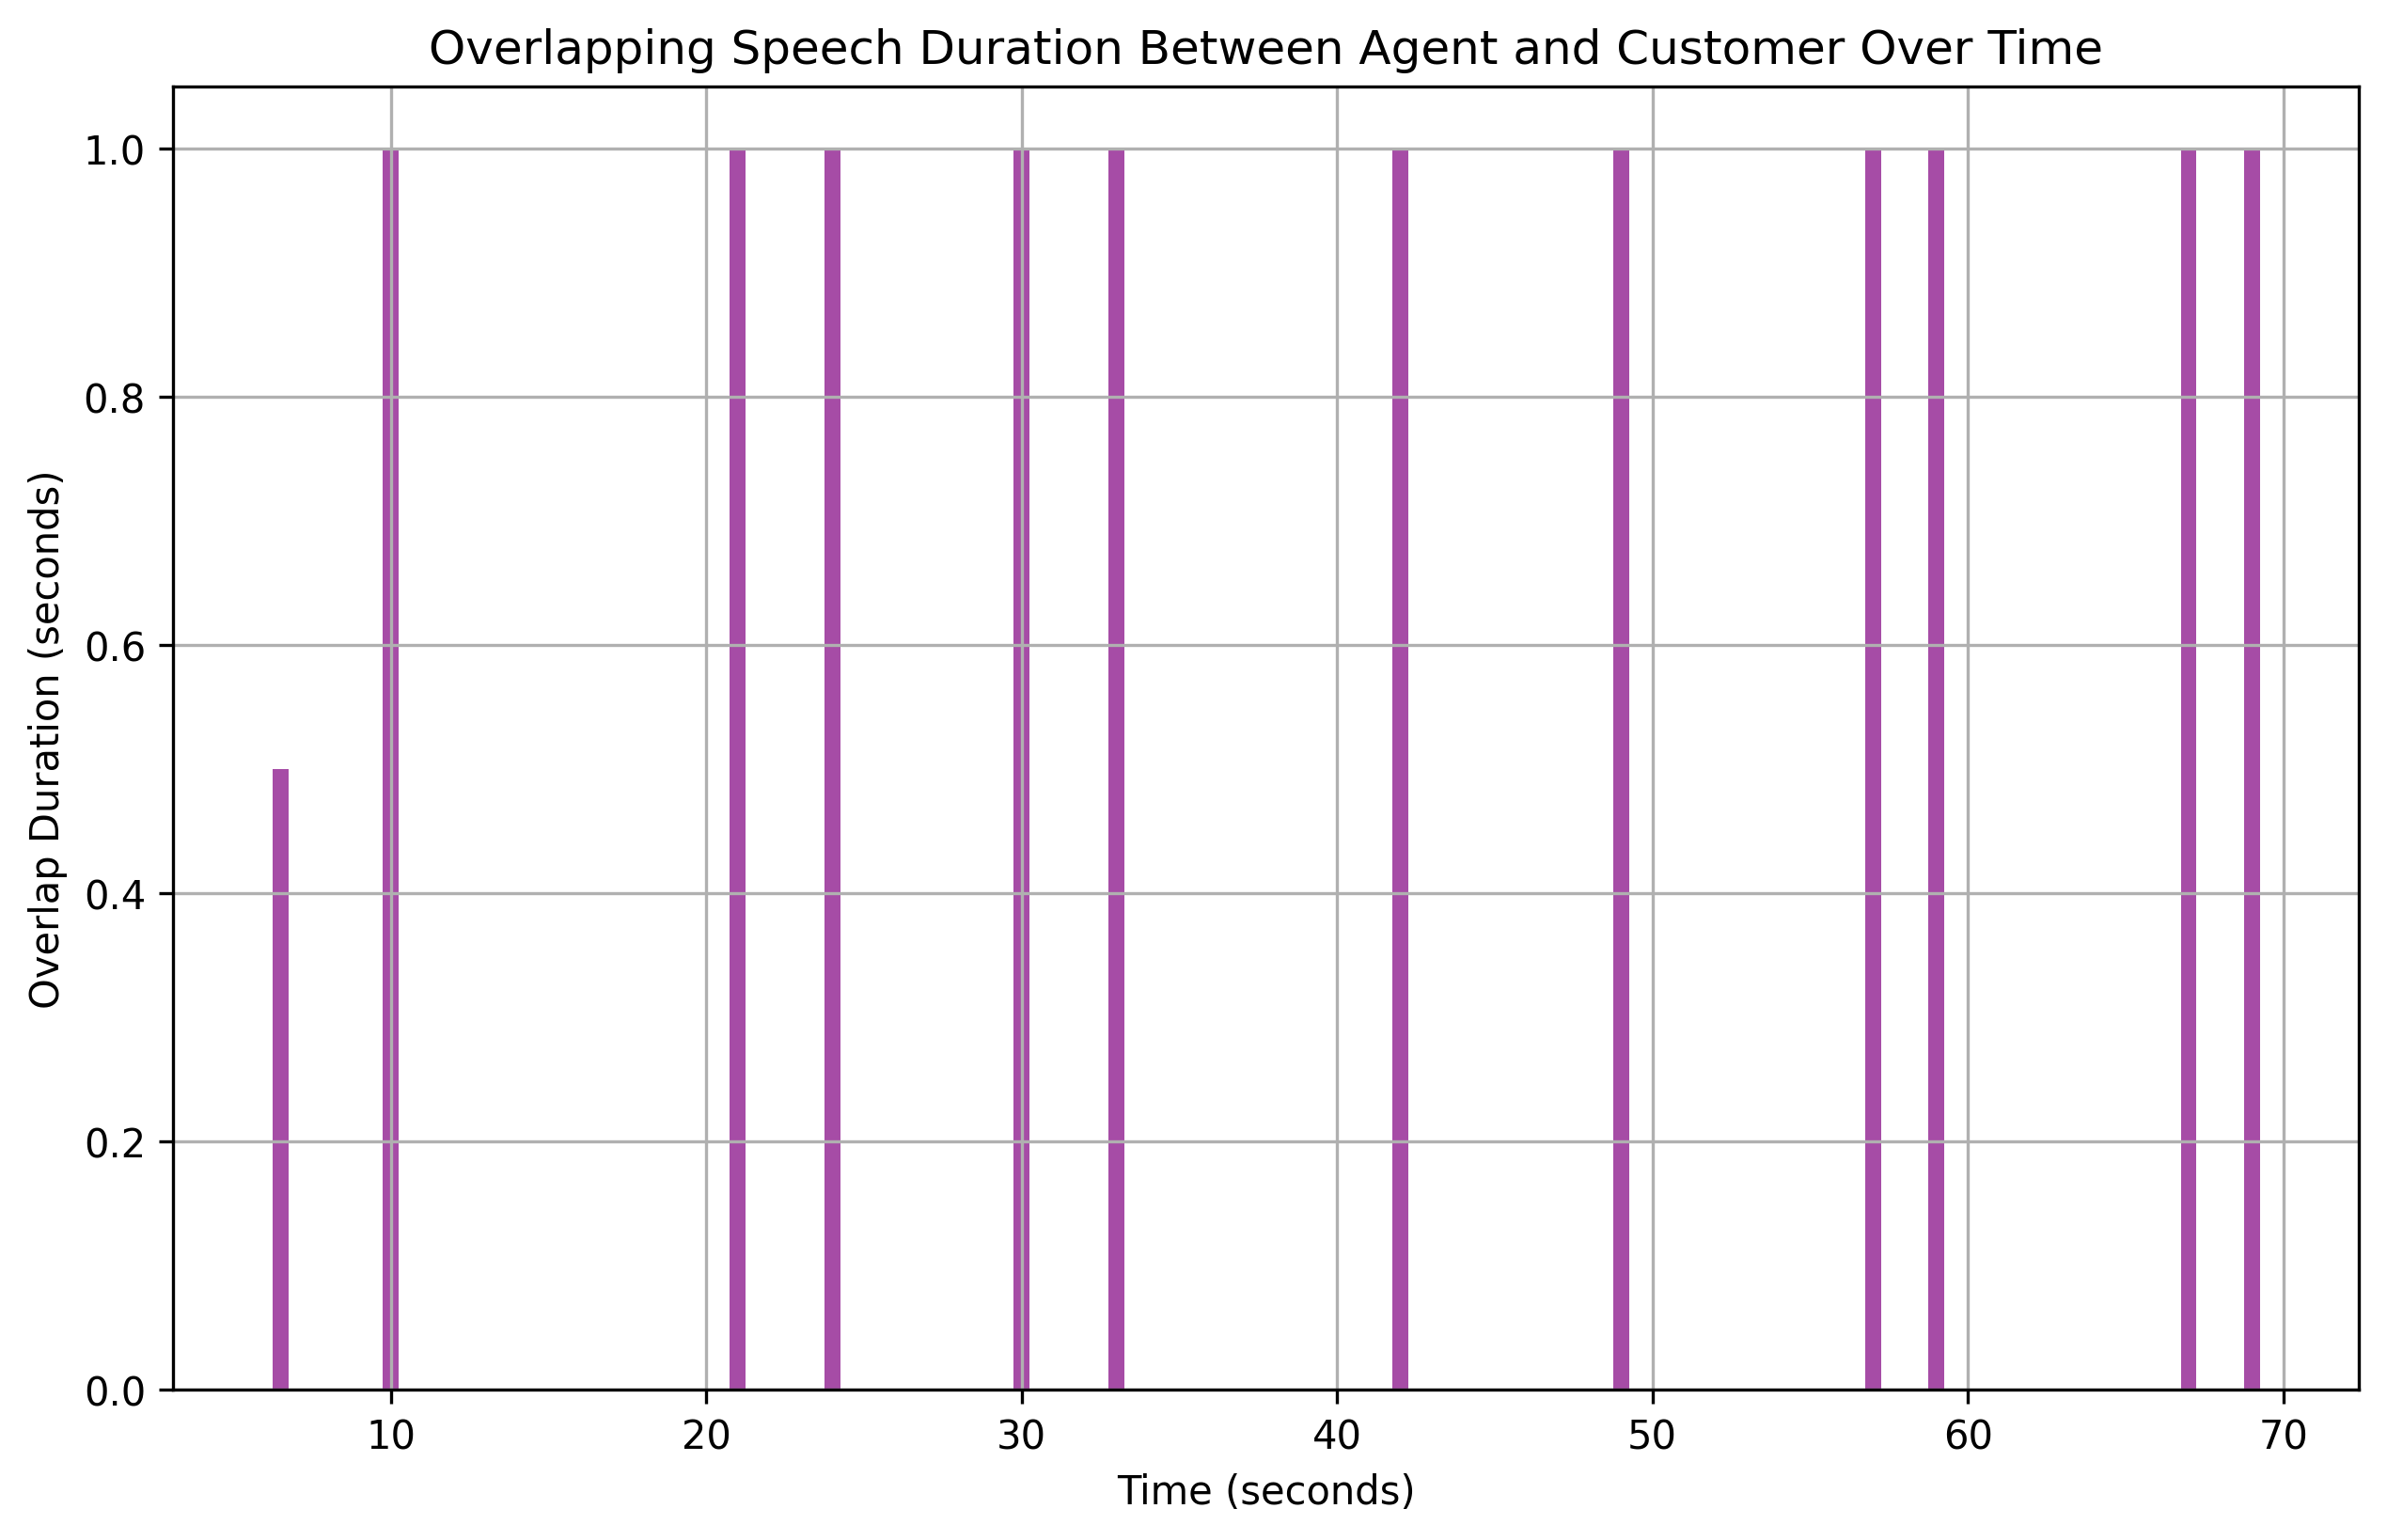 Overlapping Speech Duration Between Agent and Customer Over Time
Overlap Duration (seconds)
1.0
0.8
0.6
0.4
0.2
0.0
10 20 30 40 50 60 70
Time (seconds)